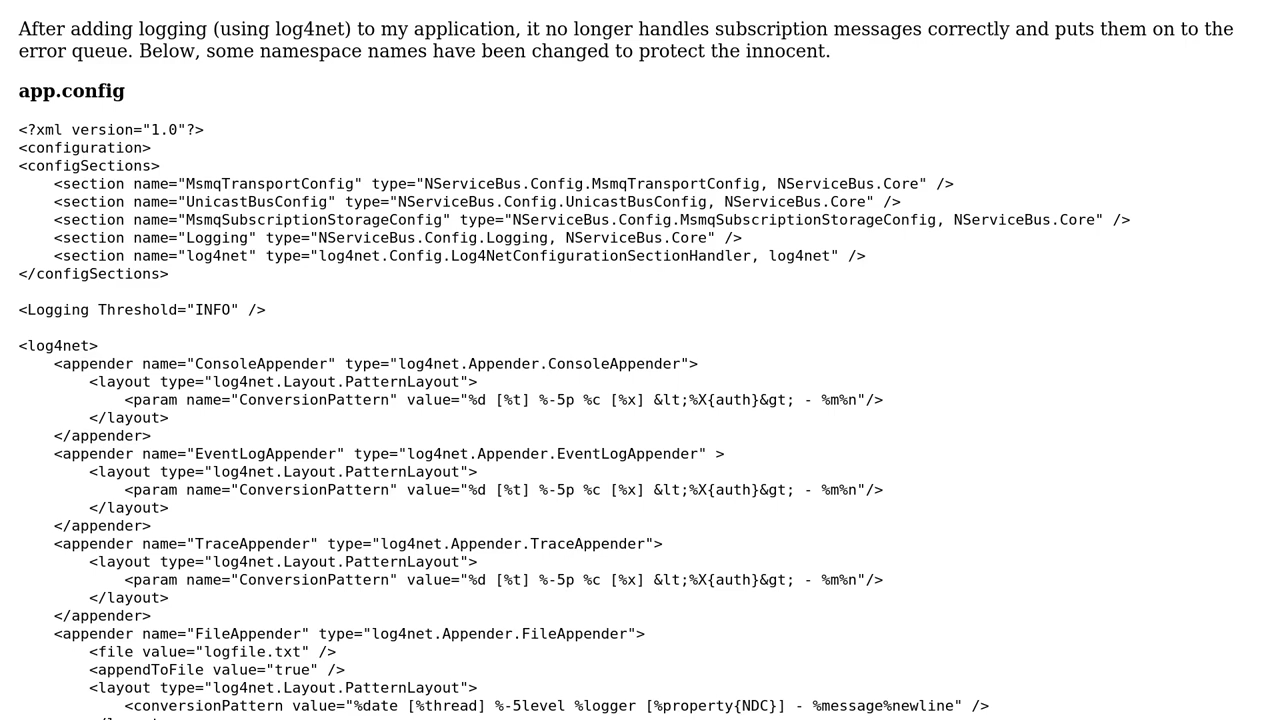 After adding logging (using log4net) to my application, it no longer handles subscription messages correctly and puts them on to the
error queue. Below, some namespace names have been changed to protect the innocent.
app.config
<?xml version="1.0"?>
<configuration>
<configSections>
    <section name="MsmqTransportConfig" type="NServiceBus.Config.MsmqTransportConfig, NServiceBus.Core" />
    <section name="UnicastBusConfig" type="NServiceBus.Config.UnicastBusConfig, NServiceBus.Core" />
    <section name="MsmqSubscriptionStorageConfig" type="NServiceBus.Config.MsmqSubscriptionStorageConfig, NServiceBus.Core" />
    <section name="Logging" type="NServiceBus.Config.Logging, NServiceBus.Core" />
    <section name="log4net" type="log4net.Config.Log4NetConfigurationSectionHandler, log4net" />
</configSections>
<Logging Threshold="INFO" />
<log4net>
    <appender name="ConsoleAppender" type="log4net.Appender.ConsoleAppender">
        <layout type="log4net.Layout.PatternLayout">
            <param name="ConversionPattern" value="%d [%t] %-5p %c [%x] &lt;%X{auth}&gt; - %m%n"/>
        </layout>
    </appender>
    <appender name="EventLogAppender" type="log4net.Appender.EventLogAppender" >
        <layout type="log4net.Layout.PatternLayout">
            <param name="ConversionPattern" value="%d [%t] %-5p %c [%x] &lt;%X{auth}&gt; - %m%n"/>
        </layout>
    </appender>
    <appender name="TraceAppender" type="log4net.Appender.TraceAppender">
        <layout type="log4net.Layout.PatternLayout">
            <param name="ConversionPattern" value="%d [%t] %-5p %c [%x] &lt;%X{auth}&gt; - %m%n"/>
        </layout>
    </appender>
    <appender name="FileAppender" type="log4net.Appender.FileAppender">
        <file value="logfile.txt" />
        <appendToFile value="true" />
        <layout type="log4net.Layout.PatternLayout">
            <conversionPattern value="%date [%thread] %-5level %logger [%property{NDC}] - %message%newline" />